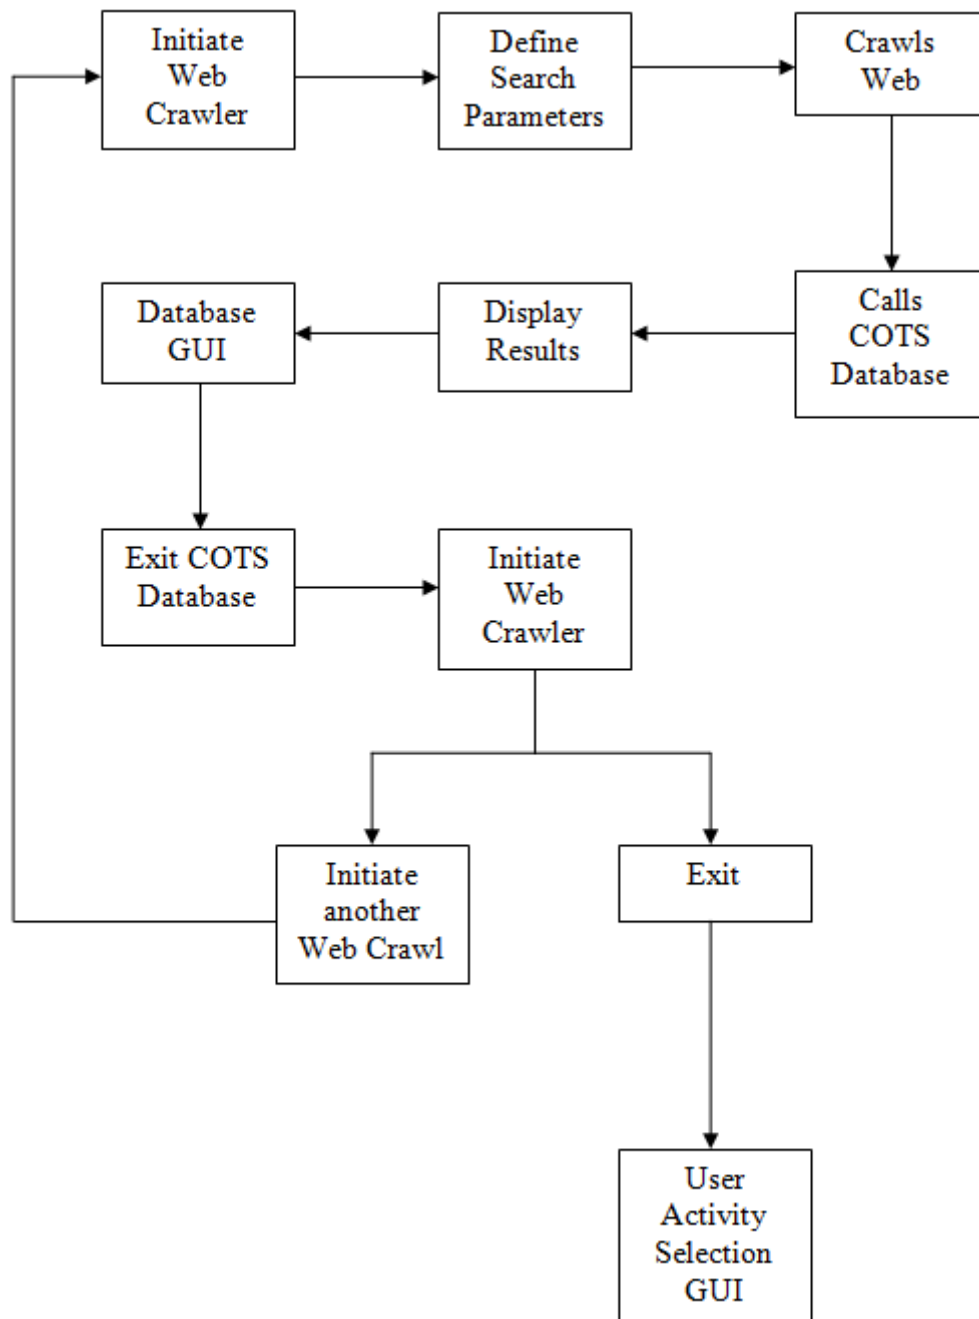 Initiate
Web
Crawler
Define
Search
Parameters
Crawls
Web
Database
GUI
Display
Results
Calls
COTS
Database
Exit COTS
Database
Initiate
Web
Crawler
Initiate
another
Web Crawl
Exit
User
Activity
Selection
GUI